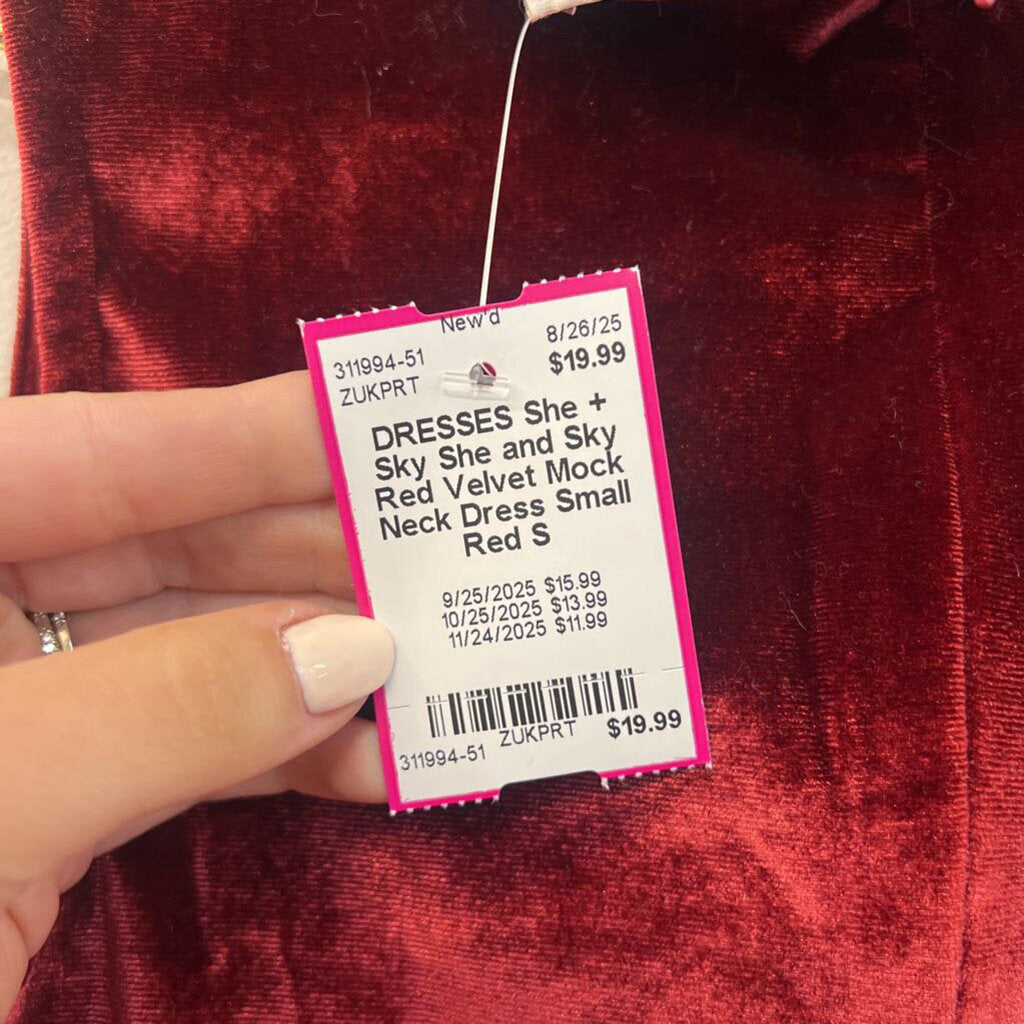 New'd
8/26/25
311994-51
$19.99
ZUKPRT
DRESSES She +
Sky She and Sky
Red Velvet Mock
Neck Dress Small
Red S
9/25/2025 $15.99
10/25/2025 $13.99
11/24/2025 $11.99
311994-51
ZUKPRT
$19.99